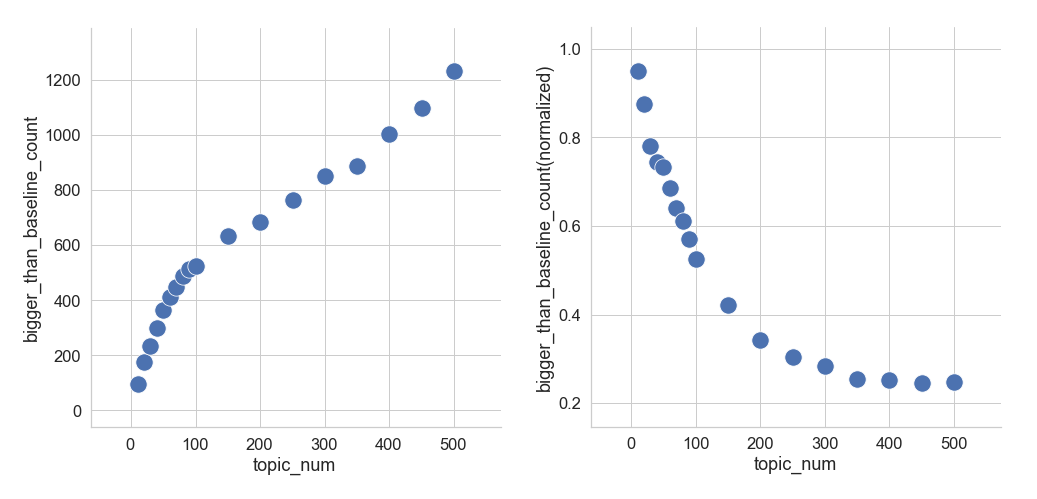 bigger_than_baseline_count
1200
1000
800
600
400
200
0
0 100 200 300 400 500
topic_num
bigger_than_baseline_count(normalized)
1.0
0.8
0.6
0.4
0.2
0 100 200 300 400 500
topic_num